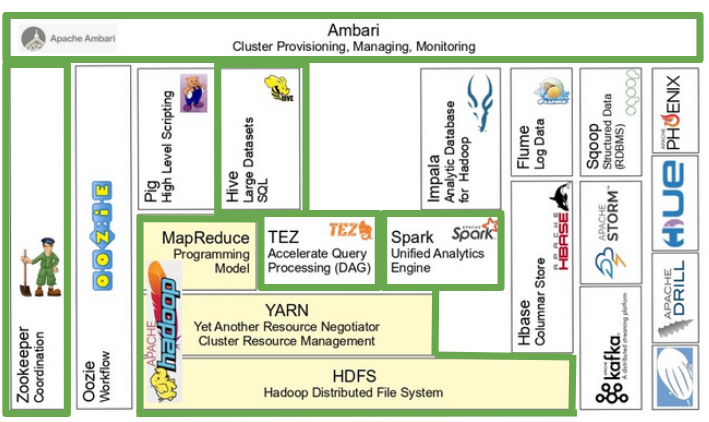 Apache Ambari
Ambari
Cluster Provisioning, Managing, Monitoring
Zookeeper
Coordination
Oozie
Workflow
OOZIE
Pig
High Level Scripting
Hive
Large Datasets
SQL
HIVE
Impala
Analytic Database
for Hadoop
Flume
Log Data
Sqoop
Structured Data
(RDBMS)
sqoop
APACHE
PHOENIX
MapReduce
Programming
Model
TEZ
Accelerate Query
Processing (DAG)
TEZ
Spark
Unified Analytics
Engine
APACHE
Spark
Hbase
Columnar Store
APACHE
HBASE
APACHE
STORM™
HUE
APACHE
hadoop
YARN
Yet Another Resource Negotiator
Cluster Resource Management
APACHE
DRILL
HDFS
Hadoop Distributed File System
kafka
A distributed streaming platform